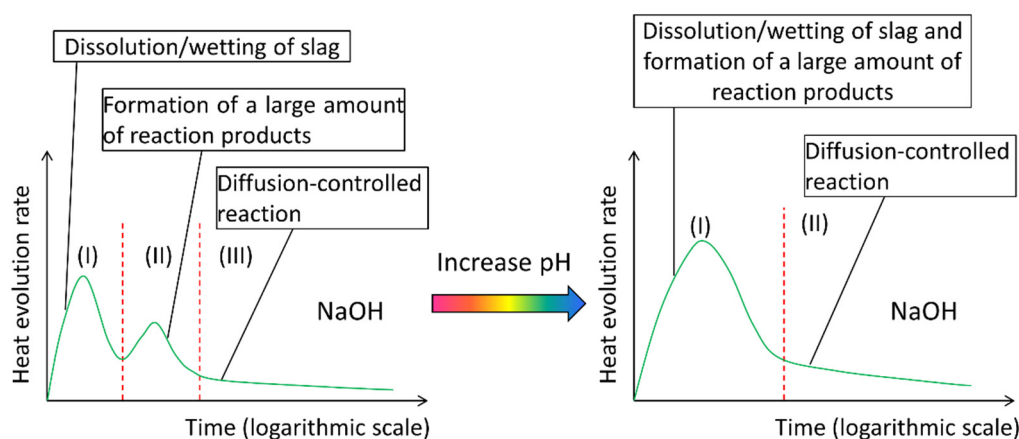 Dissolution/wetting of slag
Formation of a large amount
of reaction products
Diffusion-controlled
reaction
(I)
(II)
(III)
NaOH
Heat evolution rate
Time (logarithmic scale)
Increase pH
Dissolution/wetting of slag and
formation of a large amount of
reaction products
Diffusion-controlled
reaction
(I)
(II)
NaOH
Heat evolution rate
Time (logarithmic scale)